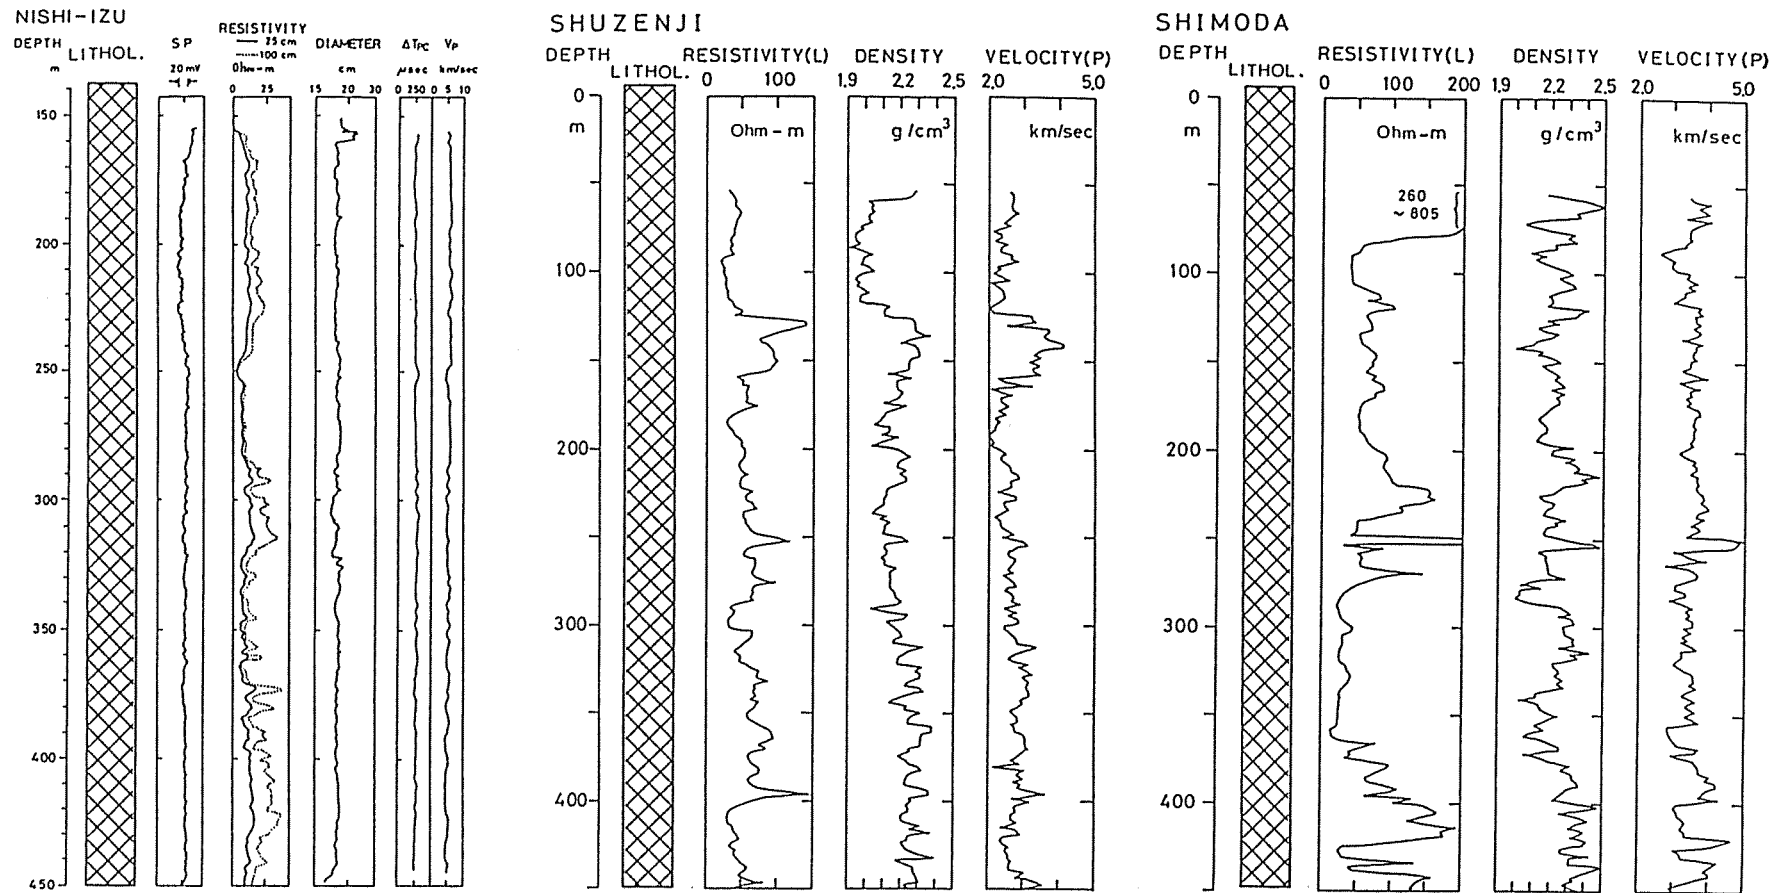 NISHI-IZU
DEPTH
m
LITHOL.
SP
20 mV
RESISTIVITY
25 cm
100 cm
Ohm-m
0 25
DIAMETER
cm
15 20 30
ΔTPC
μsec
0 250
VP
km/sec
0 5 10
150
200
250
300
350
400
450
SHUZENJI
DEPTH
LITHOL.
RESISTIVITY(L)
0 100
DENSITY
1,9 2,2 2,5
VELOCITY(P)
2,0 5,0
0
m
Ohm-m
g/cm³
km/sec
100
200
300
400
SHIMODA
DEPTH
LITHOL.
RESISTIVITY(L)
0 100 200
DENSITY
1,9 2,2 2,5
VELOCITY(P)
2,0 5,0
0
m
Ohm-m
g/cm³
km/sec
260
~ 805
100
200
300
400